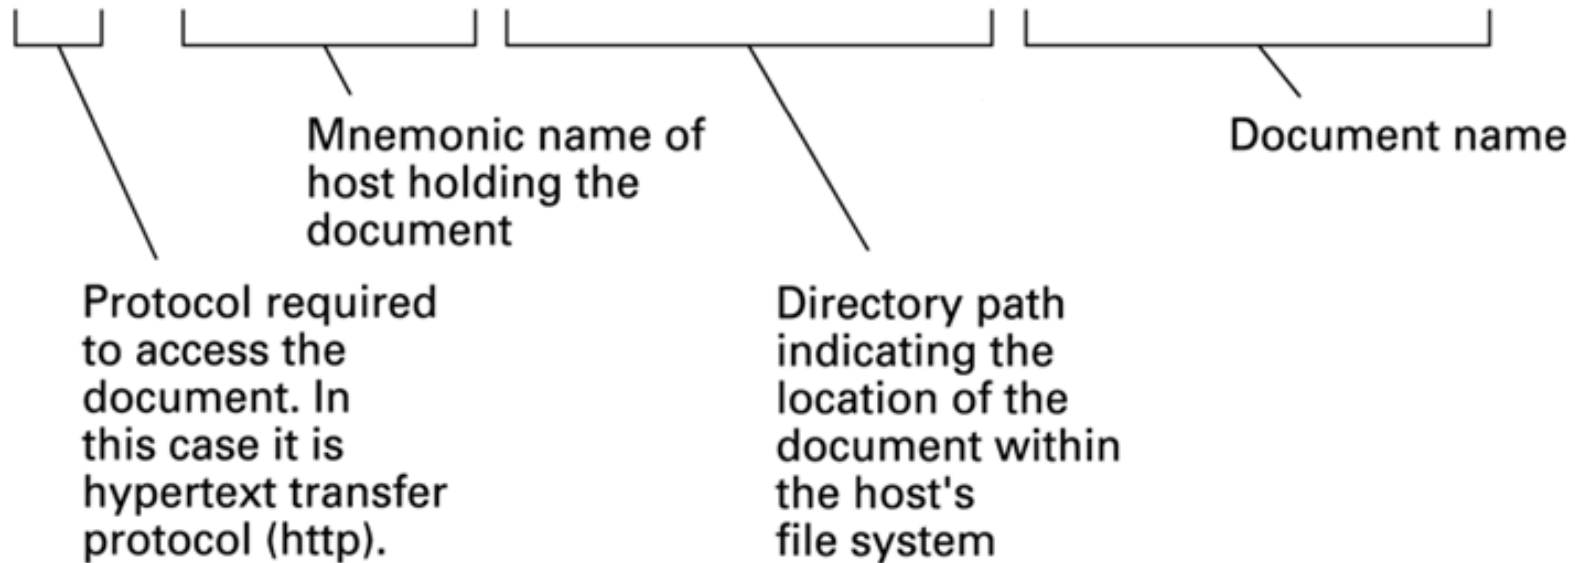 Mnemonic name of
host holding the
document
Document name
Protocol required
to access the
document. In
this case it is
hypertext transfer
protocol (http).
Directory path
indicating the
location of the
document within
the host's
file system